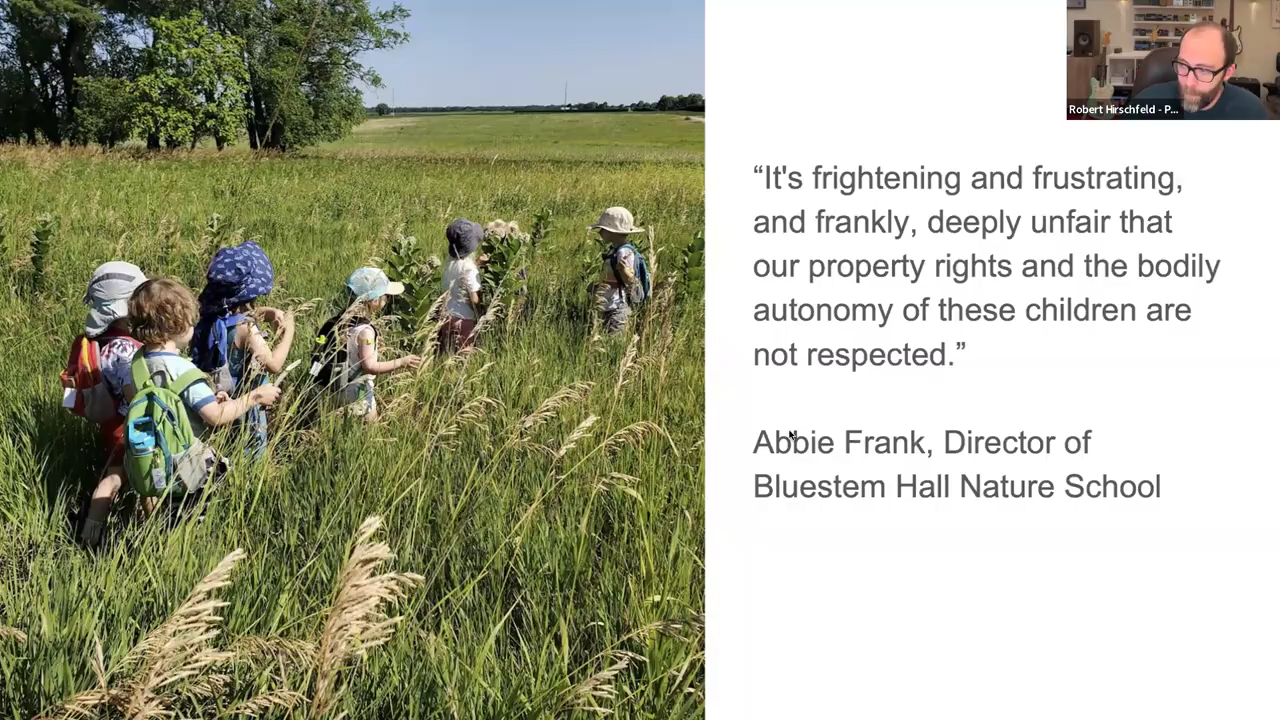 Robert Hirschfeld - P...
“It's frightening and frustrating,
and frankly, deeply unfair that
our property rights and the bodily
autonomy of these children are
not respected.”
Abbie Frank, Director of
Bluestem Hall Nature School